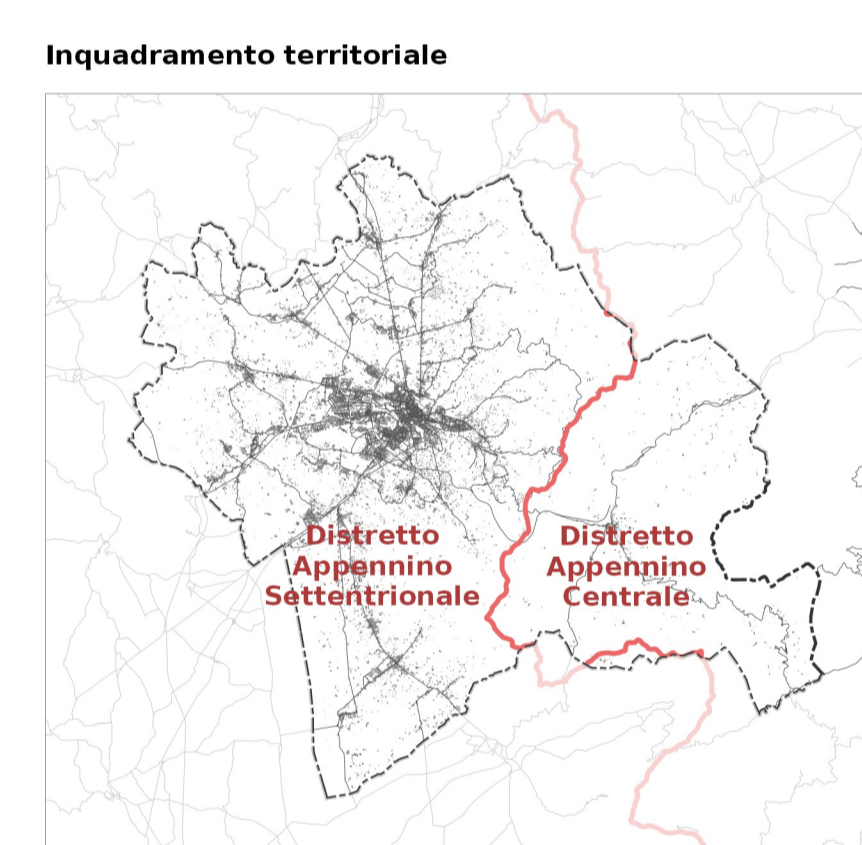 Inquadramento territoriale
Distretto
Appennino
Settentrionale
Distretto
Appennino
Centrale